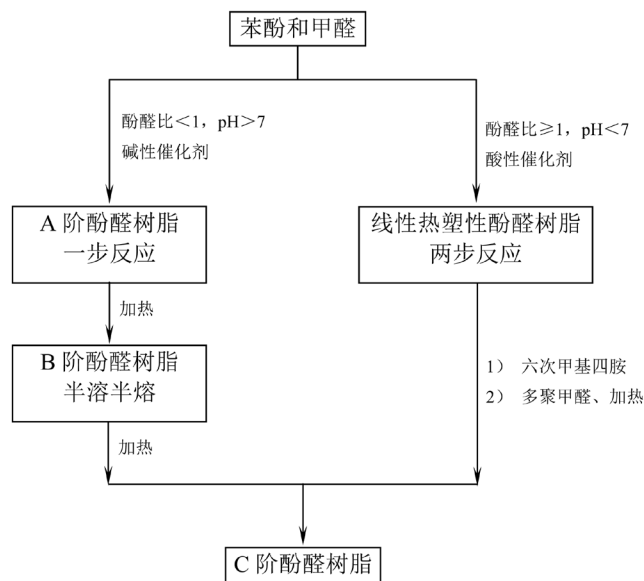 苯酚和甲醛
酚醛比＜1，pH＞7
碱性催化剂
酚醛比≥1，pH＜7
酸性催化剂
A 阶酚醛树脂
一步反应
线性热塑性酚醛树脂
两步反应
加热
B 阶酚醛树脂
半溶半熔
1） 六次甲基四胺
2） 多聚甲醛、加热
加热
C 阶酚醛树脂